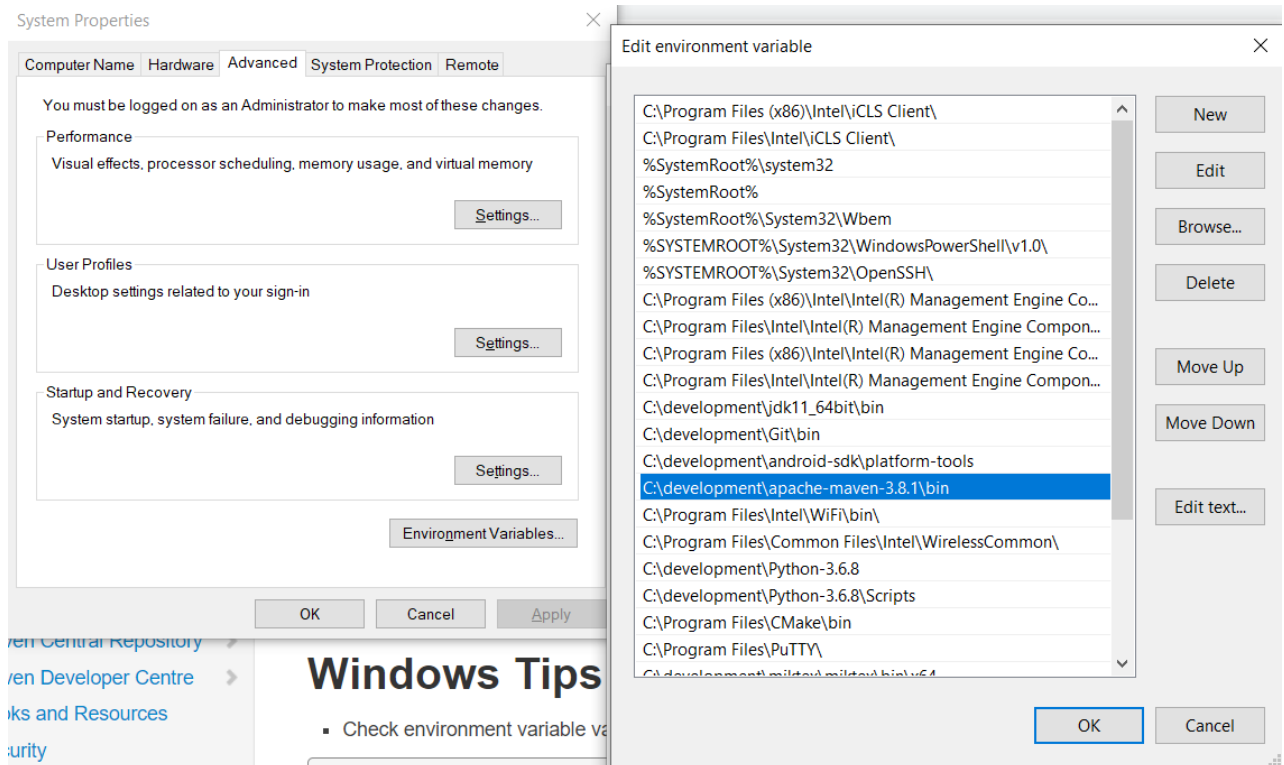 System Properties
Computer Name Hardware Advanced System Protection Remote
You must be logged on as an Administrator to make most of these changes.
Performance
Visual effects, processor scheduling, memory usage, and virtual memory
Settings...
User Profiles
Desktop settings related to your sign-in
Settings...
Startup and Recovery
System startup, system failure, and debugging information
Settings...
Environment Variables...
OK Cancel Apply
ven Central Repository
ven Developer Centre
oks and Resources
urity
Windows Tips
Check environment variable va
Edit environment variable
C:\Program Files (x86)\Intel\iCLS Client\
C:\Program Files\Intel\iCLS Client\
%SystemRoot%\system32
%SystemRoot%
%SystemRoot%\System32\Wbem
%SYSTEMROOT%\System32\WindowsPowerShell\v1.0\
%SYSTEMROOT%\System32\OpenSSH\
C:\Program Files (x86)\Intel\Intel(R) Management Engine Co...
C:\Program Files\Intel\Intel(R) Management Engine Compon...
C:\Program Files (x86)\Intel\Intel(R) Management Engine Co...
C:\Program Files\Intel\Intel(R) Management Engine Compon...
C:\development\jdk11_64bit\bin
C:\development\Git\bin
C:\development\android-sdk\platform-tools
C:\development\apache-maven-3.8.1\bin
C:\Program Files\Intel\WiFi\bin\
C:\Program Files\Common Files\Intel\WirelessCommon\
C:\development\Python-3.6.8
C:\development\Python-3.6.8\Scripts
C:\Program Files\CMake\bin
C:\Program Files\PuTTY\
C:\development\miktex\miktex\bin\x64
New
Edit
Browse...
Delete
Move Up
Move Down
Edit text...
OK Cancel